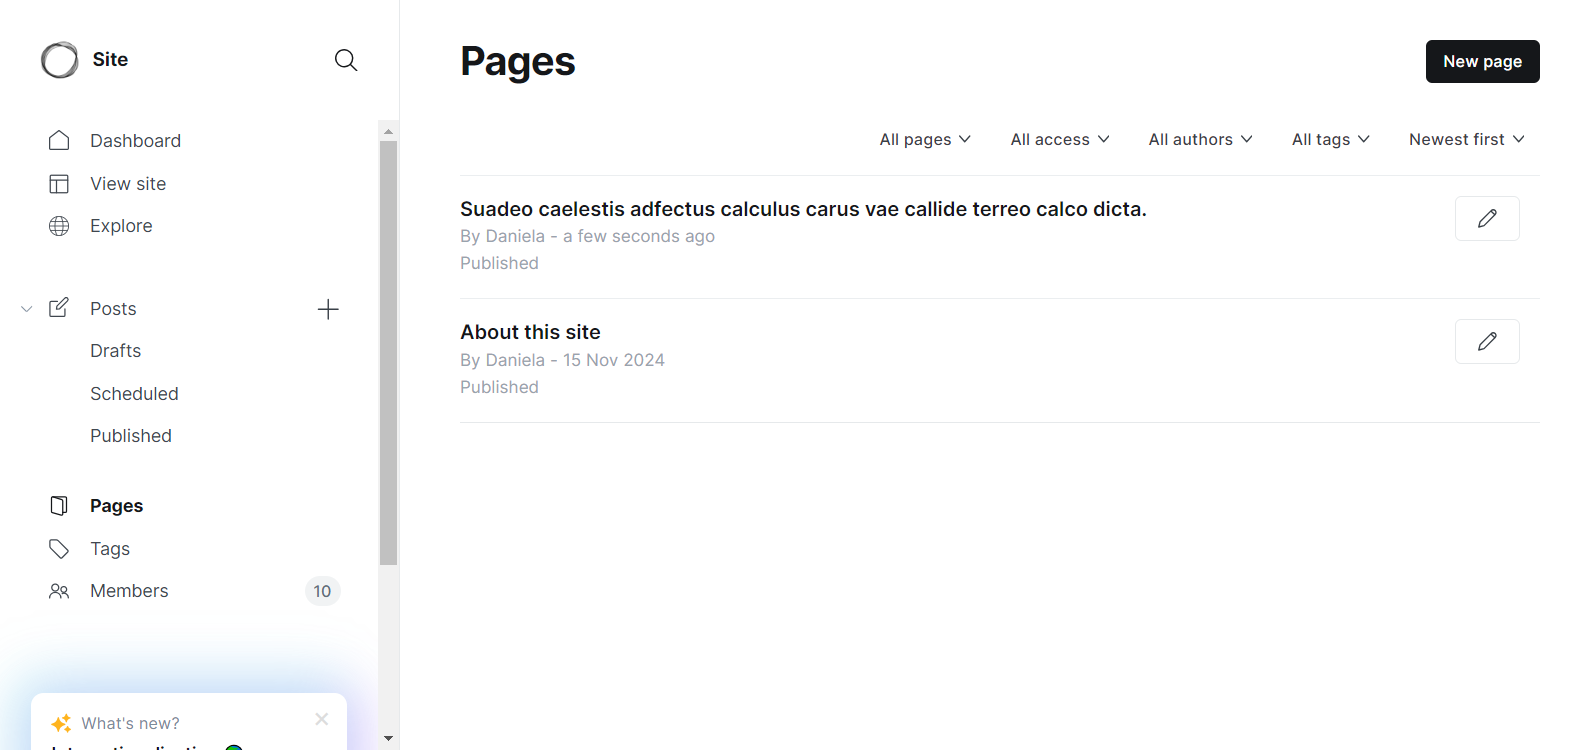 Site
Dashboard
View site
Explore
Posts
Drafts
Scheduled
Published
Pages
Tags
Members 10
What's new?
Pages
New page
All pages All access All authors All tags Newest first
Suadeo caelestis adfectus calculus carus vae callide terreo calco dicta.
By Daniela - a few seconds ago
Published
About this site
By Daniela - 15 Nov 2024
Published